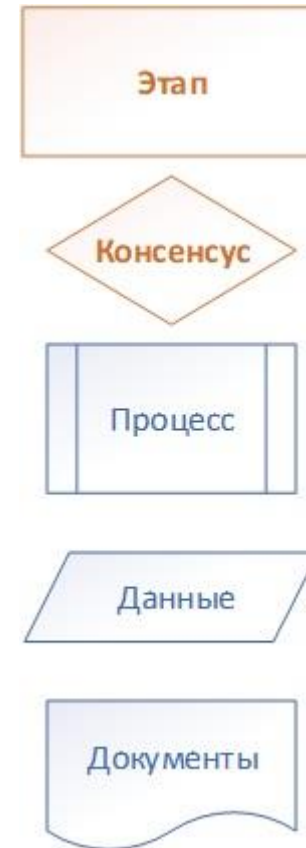 Этап
Консенсус
Процесс
Данные
Документы